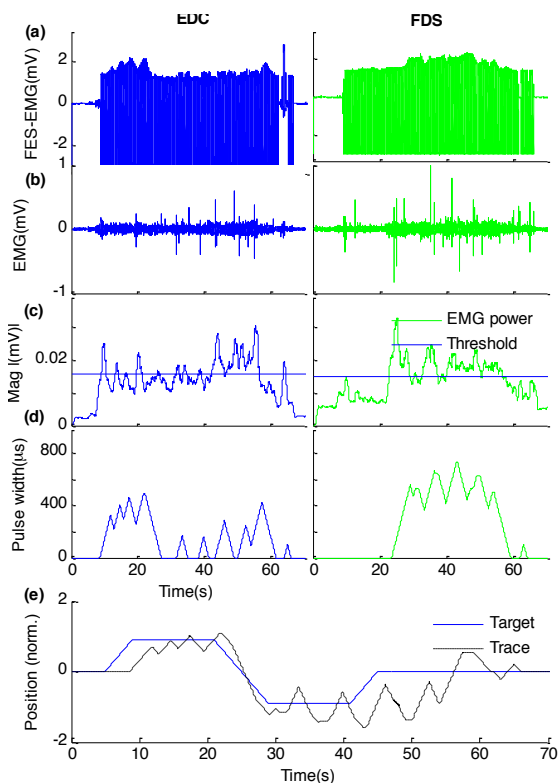 EDC
FDS
(a)
FES-EMG(mV)
2
0
-2
(b)
EMG(mV)
1
0
-1
(c)
Mag |(mV)|
0.02
0
EMG power
Threshold
(d)
Pulse width(µs)
800
400
0
0 20 40 60
0 20 40 60
Time(s)
(e)
Position (norm.)
2
0
-2
Target
Trace
0 10 20 30 40 50 60 70
Time(s)